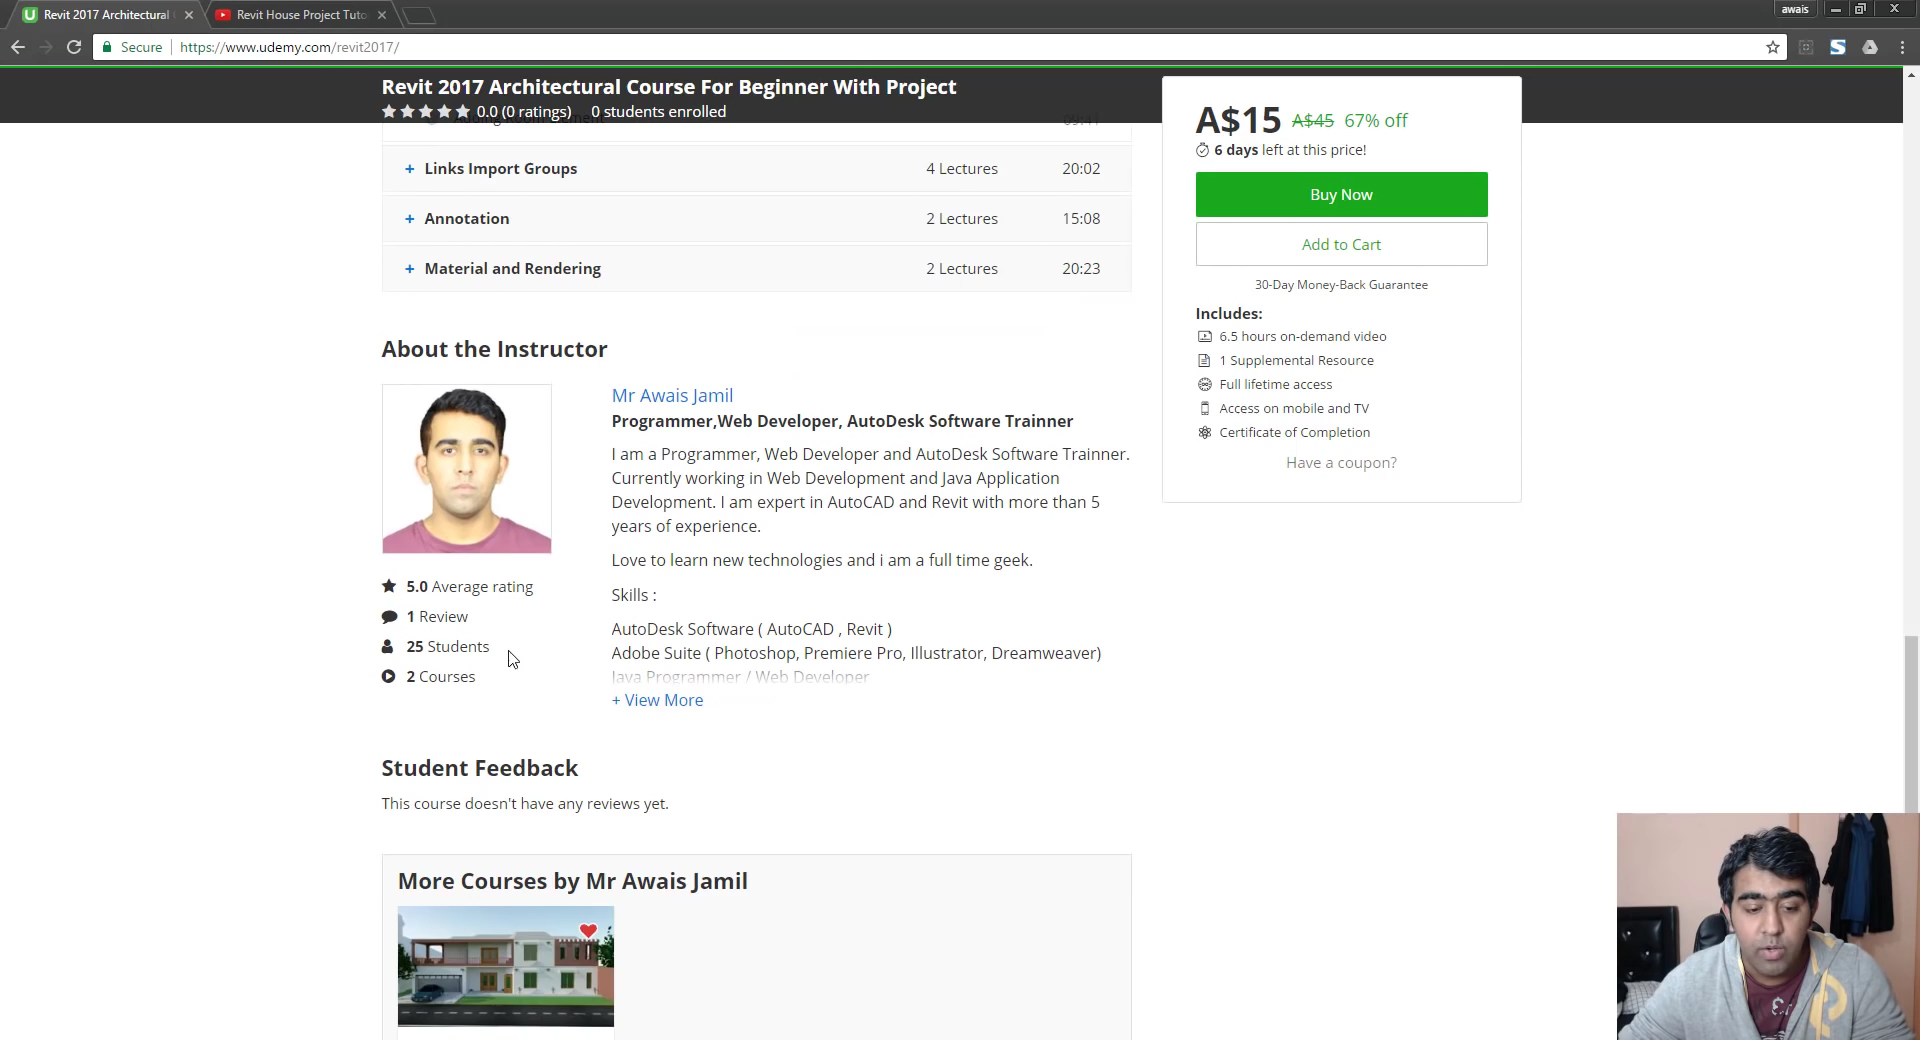 Revit 2017 Architectural
Revit House Project Tuto
awais
Secure
https://www.udemy.com/revit2017/
Revit 2017 Architectural Course For Beginner With Project
0.0 (0 ratings) 0 students enrolled
09:41
+ Links Import Groups 4 Lectures 20:02
+ Annotation 2 Lectures 15:08
+ Material and Rendering 2 Lectures 20:23
A$15 A$45 67% off
6 days left at this price!
Buy Now
Add to Cart
30-Day Money-Back Guarantee
Includes:
6.5 hours on-demand video
1 Supplemental Resource
Full lifetime access
Access on mobile and TV
Certificate of Completion
Have a coupon?
About the Instructor
5.0 Average rating
1 Review
25 Students
2 Courses
Mr Awais Jamil
Programmer,Web Developer, AutoDesk Software Trainner
I am a Programmer, Web Developer and AutoDesk Software Trainner.
Currently working in Web Development and Java Application
Development. I am expert in AutoCAD and Revit with more than 5
years of experience.
Love to learn new technologies and i am a full time geek.
Skills :
AutoDesk Software ( AutoCAD , Revit )
Adobe Suite ( Photoshop, Premiere Pro, Illustrator, Dreamweaver)
Java Programmer / Web Developer
+ View More
Student Feedback
This course doesn't have any reviews yet.
More Courses by Mr Awais Jamil